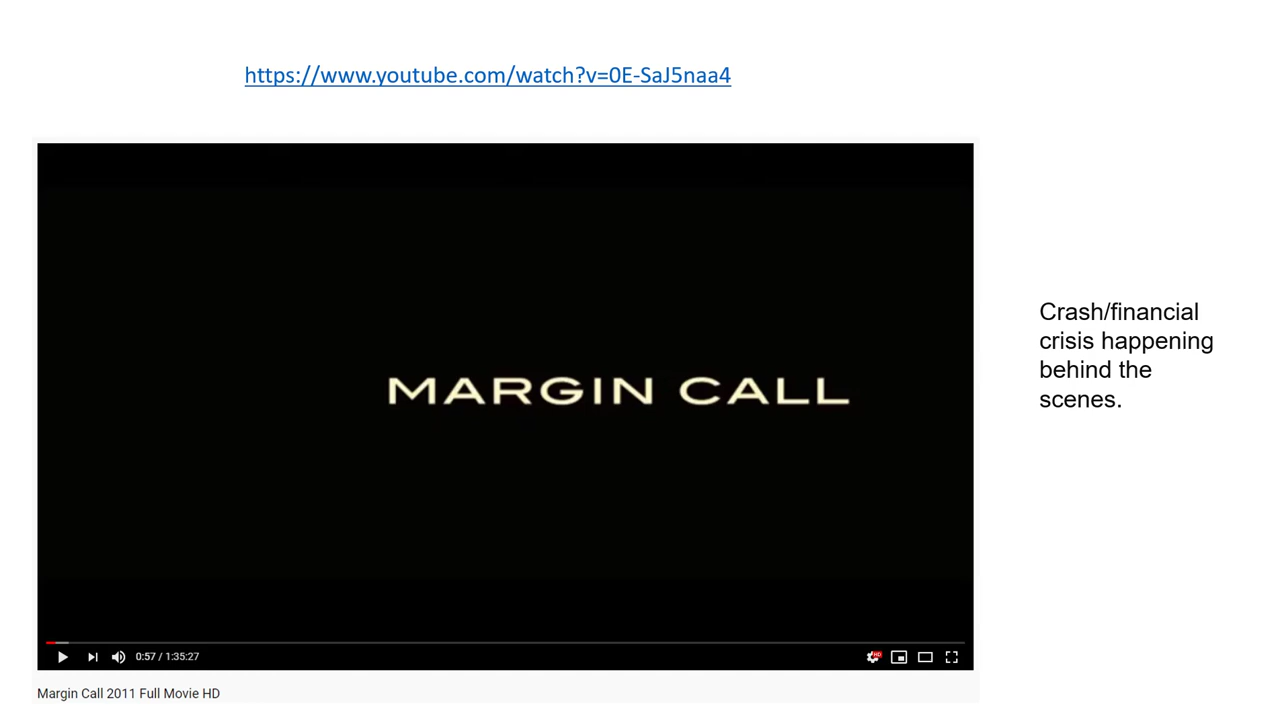 https://www.youtube.com/watch?v=0E-SaJ5naa4
MARGIN CALL
Crash/financial
crisis happening
behind the
scenes.
0:57 / 1:35:27
HD
Margin Call 2011 Full Movie HD